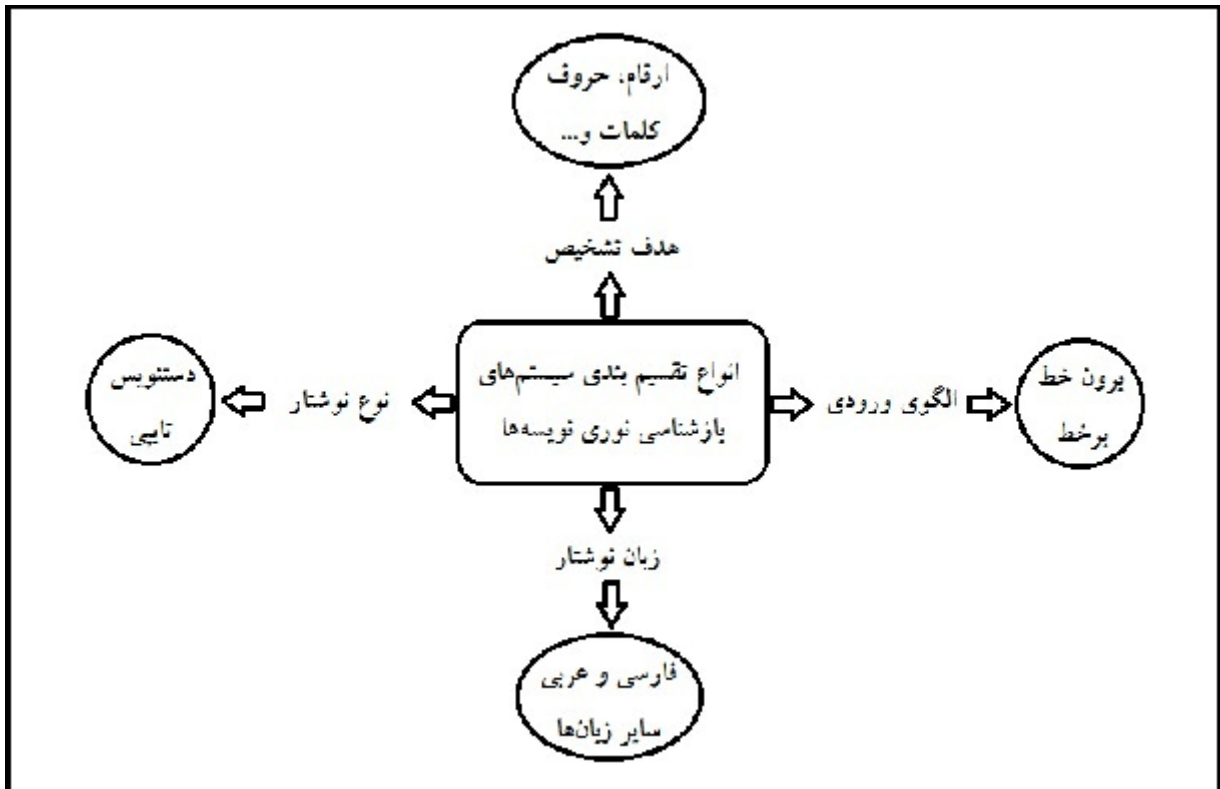 ارقام، حروف
کلمات و...
هدف تشخیص
انواع تقسیم بندی سیستم‌های
بازشناسی نوری نویسه‌ها
الگوی ورودی
برون خط
برخط
نوع نوشتار
دستنویس
تایپی
زبان نوشتار
فارسی و عربی
سایر زبان‌ها